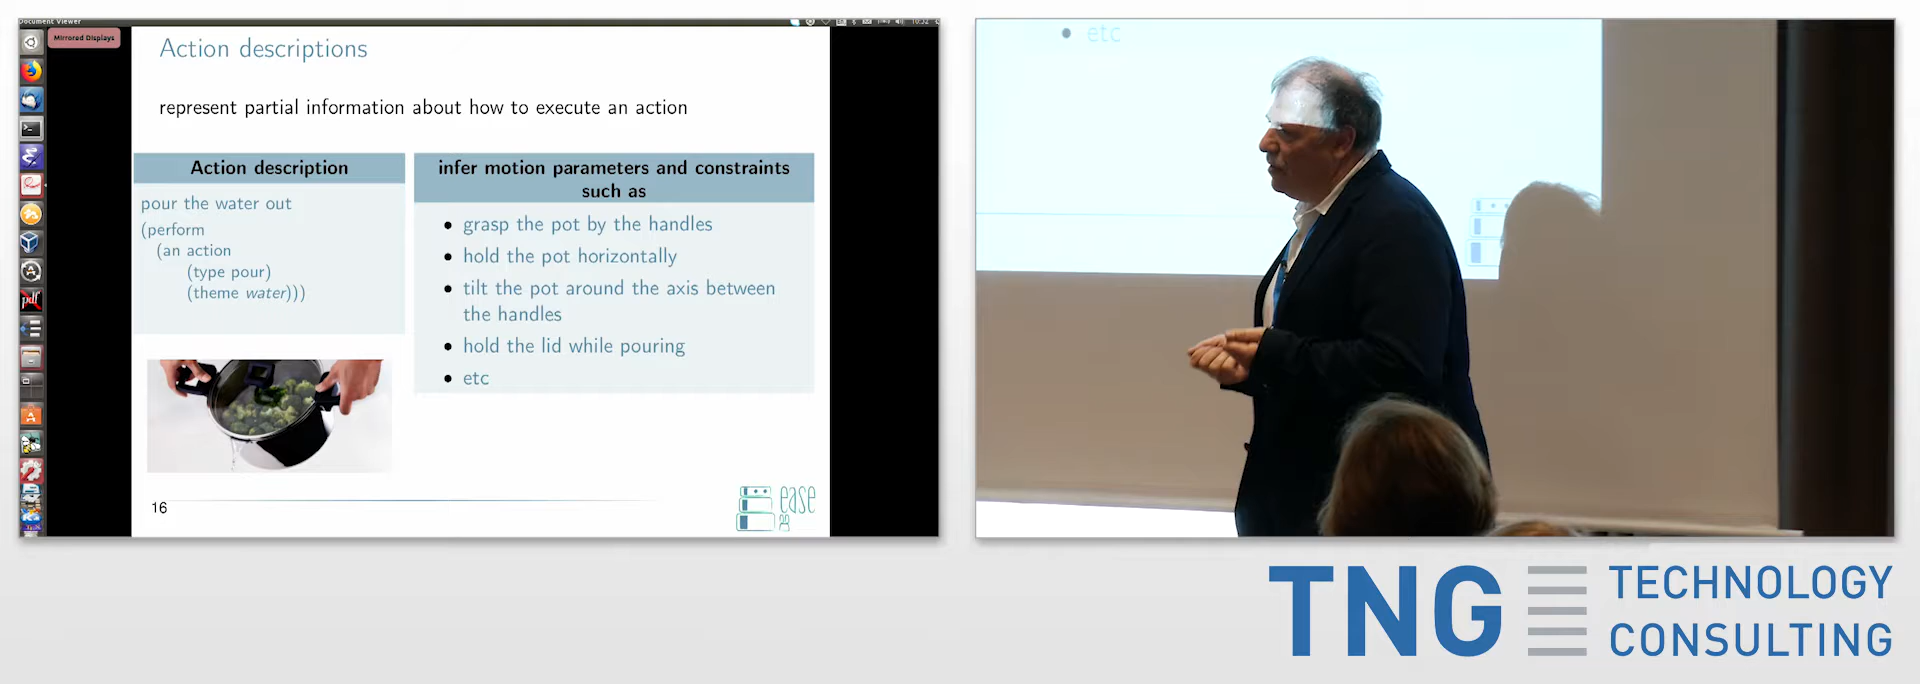 Document Viewer
10:52
Mirrored Displays
Action descriptions
represent partial information about how to execute an action
Action description
pour the water out
(perform
(an action
(type pour)
(theme water)))
infer motion parameters and constraints
such as
• grasp the pot by the handles
• hold the pot horizontally
• tilt the pot around the axis between
the handles
• hold the lid while pouring
• etc
pdf
16
ease
• etc
TNG TECHNOLOGY
CONSULTING